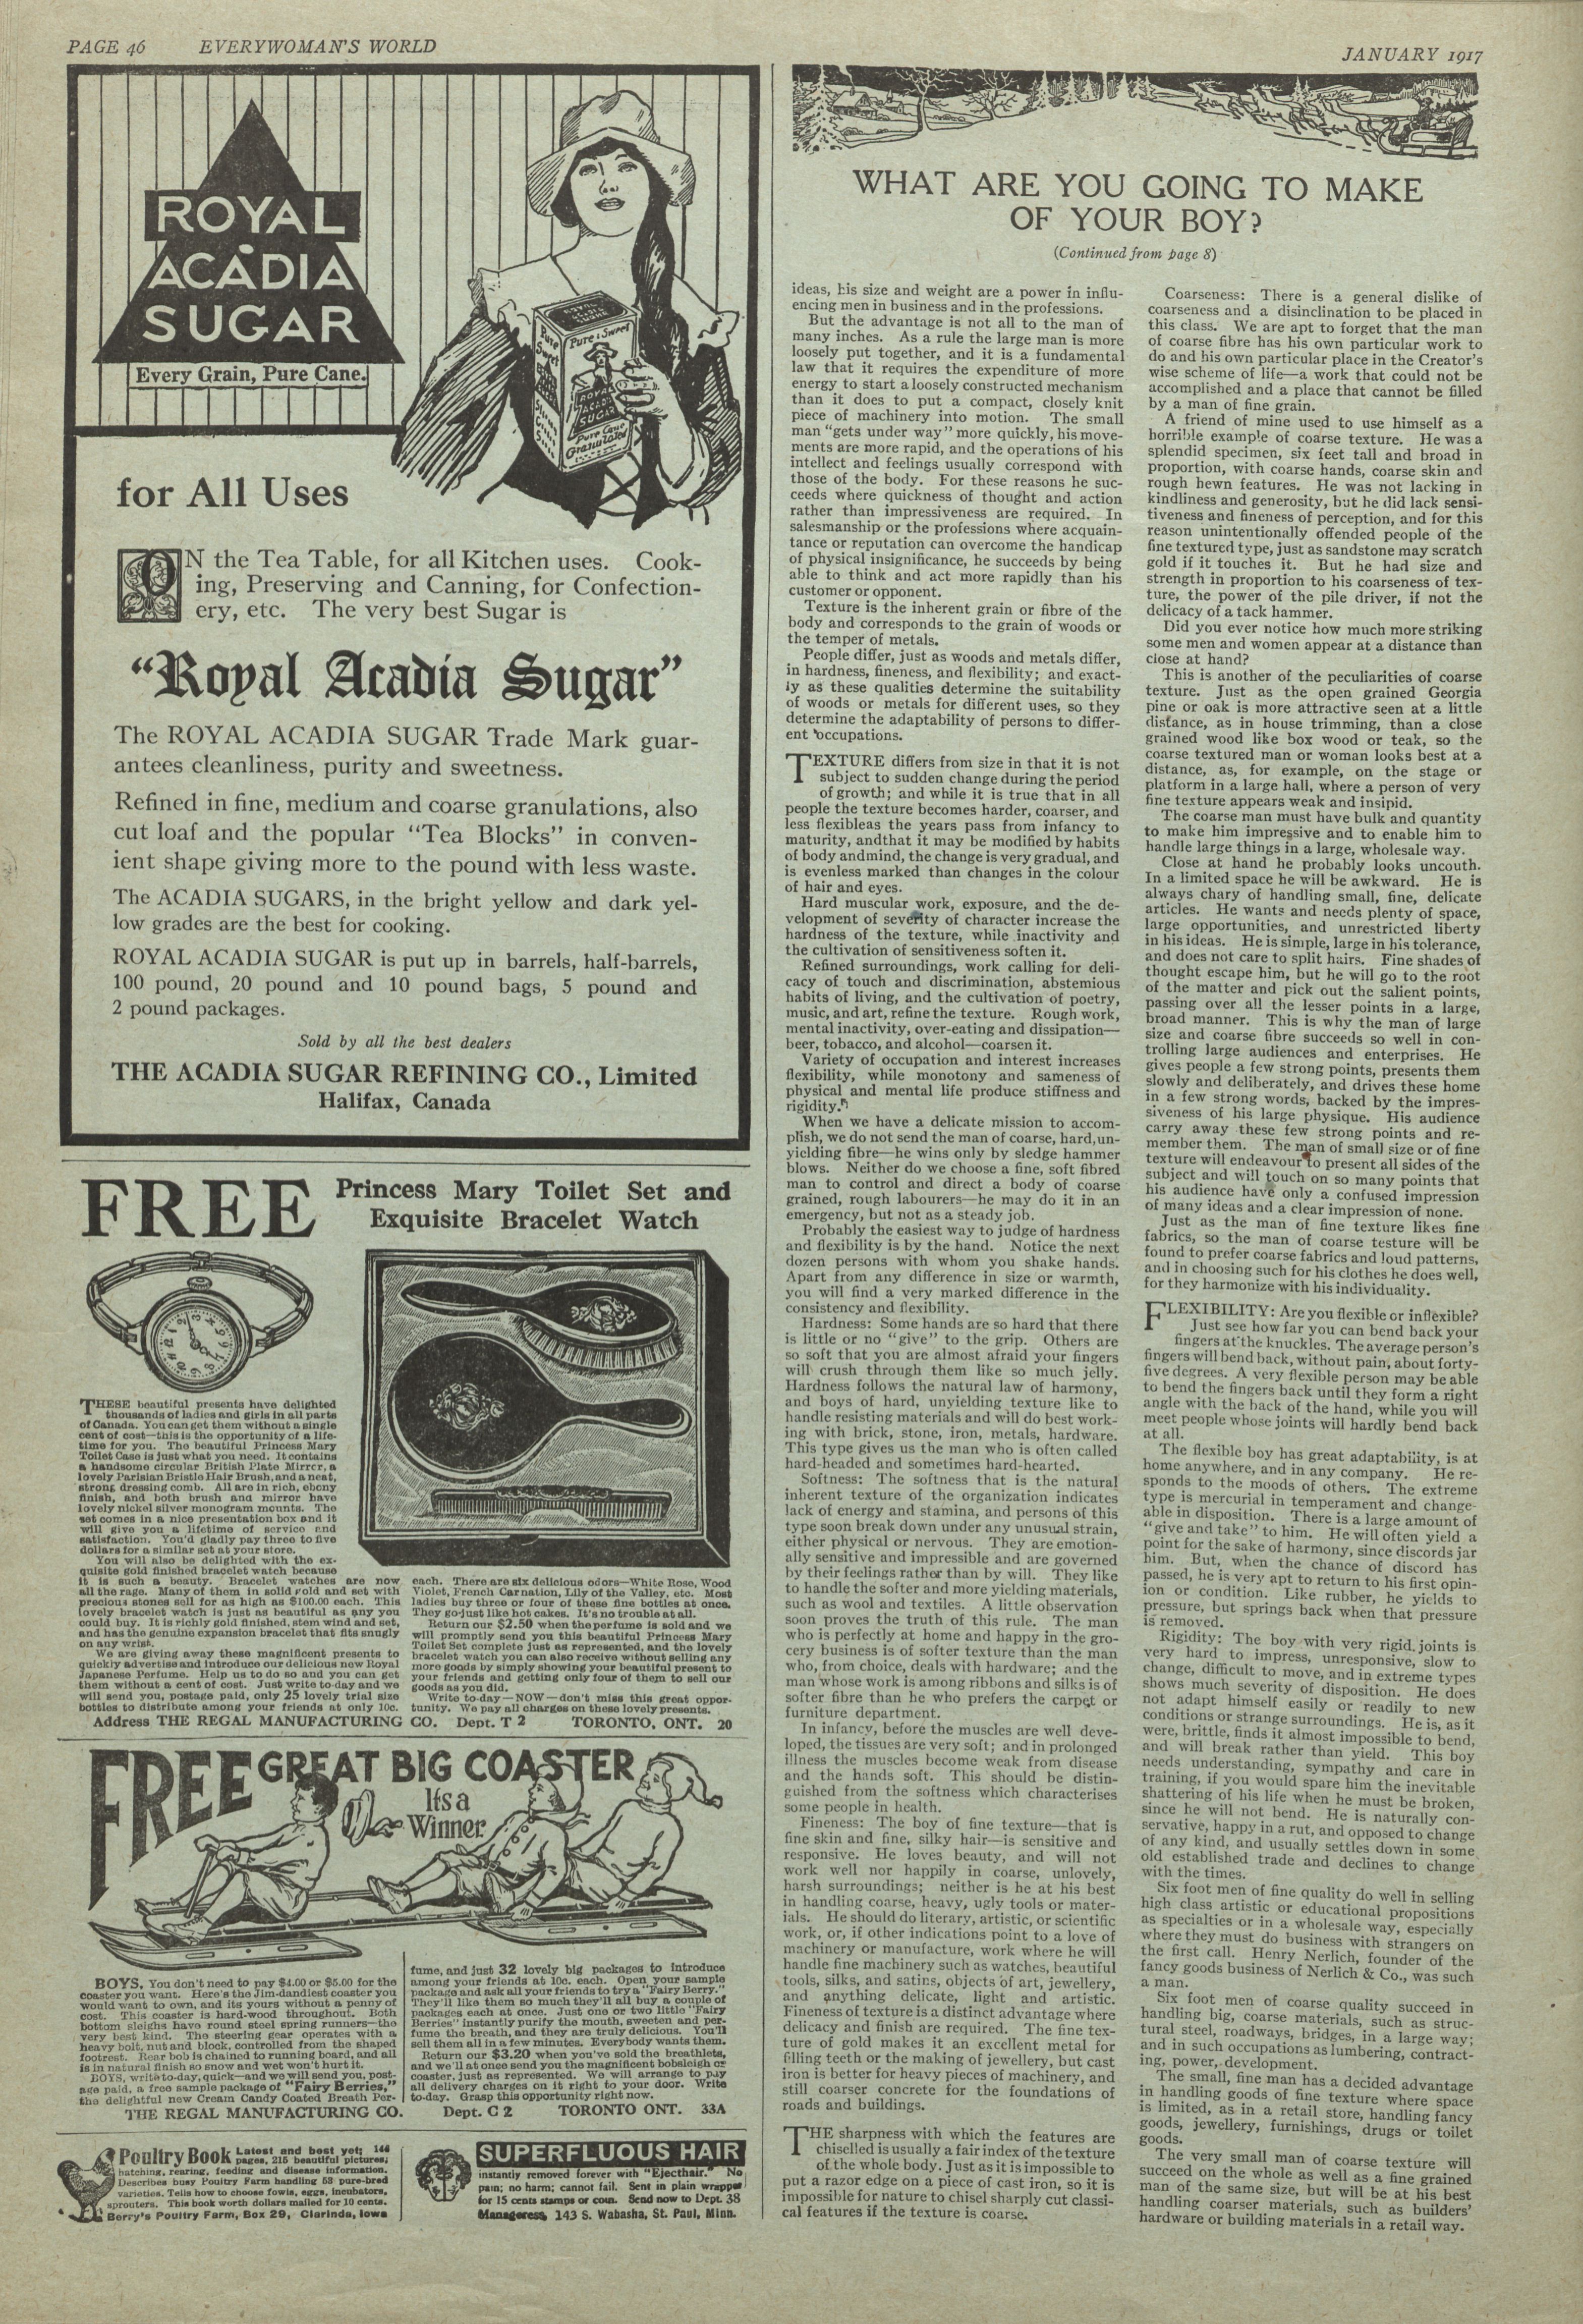 PAGE 46 EVERYWOMAN'S WORLD
JANUARY 1917
ROYAL
ACADIA
SUGAR
Every Grain, Pure Cane.
Pure & Sweet
ROYAL
ACADIA
SUGAR
Pure Cane
Granulated
for All Uses
ON the Tea Table, for all Kitchen uses. Cook-
ing, Preserving and Canning, for Confection-
ery, etc. The very best Sugar is
"Royal Acadia Sugar"
The ROYAL ACADIA SUGAR Trade Mark guar-
antees cleanliness, purity and sweetness.
Refined in fine, medium and coarse granulations, also
cut loaf and the popular "Tea Blocks" in conven-
ient shape giving more to the pound with less waste.
The ACADIA SUGARS, in the bright yellow and dark yel-
low grades are the best for cooking.
ROYAL ACADIA SUGAR is put up in barrels, half-barrels,
100 pound, 20 pound and 10 pound bags, 5 pound and
2 pound packages.
Sold by all the best dealers
THE ACADIA SUGAR REFINING CO., Limited
Halifax, Canada
FREE Princess Mary Toilet Set and
Exquisite Bracelet Watch
THESE beautiful presents have delighted
thousands of ladies and girls in all parts
of Canada. You can get them without a single
cent of cost—this is the opportunity of a life-
time for you. The beautiful Princess Mary
Toilet Case is just what you need. It contains
a handsome circular British Plate Mirror, a
lovely Parisian Bristle Hair Brush, and a neat,
strong dressing comb. All are in rich, ebony
finish, and both brush and mirror have
lovely nickel silver monogram mounts. The
set comes in a nice presentation box and it
will give you a lifetime of service and
satisfaction. You'd gladly pay three to five
dollars for a similar set at your store.
You will also be delighted with the ex-
quisite gold finished bracelet watch because
it is such a beauty. Bracelet watches are now
all the rage. Many of them in solid gold and set with
precious stones sell for as high as $100.00 each. This
lovely bracelet watch is just as beautiful as any you
could buy. It is richly gold finished, stem wind and set,
and has the genuine expansion bracelet that fits snugly
on any wrist.
We are giving away these magnificent presents to
quickly advertise and introduce our delicious new Royal
Japanese Perfume. Help us to do so and you can get
them without a cent of cost. Just write to-day and we
will send you, postage paid, only 25 lovely trial size
bottles to distribute among your friends at only 10c.
each. There are six delicious odors—White Rose, Wood
Violet, French Carnation, Lily of the Valley, etc. Most
ladies buy three or four of these fine bottles at once.
They go just like hot cakes. It's no trouble at all.
Return our $2.50 when the perfume is sold and we
will promptly send you this beautiful Princess Mary
Toilet Set complete just as represented, and the lovely
bracelet watch you can also receive without selling any
more goods by simply showing your beautiful present to
your friends and getting only four of them to sell our
goods as you did.
Write to-day—NOW—don't miss this great oppor-
tunity. We pay all charges on these lovely presents.
Address THE REGAL MANUFACTURING CO. Dept. T 2 TORONTO, ONT. 20
FREE GREAT BIG COASTER
Its a
Winner.
BOYS, You don't need to pay $4.00 or $5.00 for the
coaster you want. Here's the Jim-dandiest coaster you
would want to own, and its yours without a penny of
cost. This coaster is hard-wood throughout. Both
bottom sleighs have round steel spring runners—the
very best kind. The steering gear operates with a
heavy bolt, nut and block, controlled from the shaped
footrest. Rear bob is chained to running board, and all
is in natural finish so snow and wet won't hurt it.
BOYS, write to-day, quick—and we will send you, post-
age paid, a free sample package of "Fairy Berries,"
the delightful new Cream Candy Coated Breath Per-
fume, and just 32 lovely big packages to introduce
among your friends at 10c. each. Open your sample
package and ask all your friends to try a "Fairy Berry."
They'll like them so much they'll all buy a couple of
packages each at once. Just one or two little "Fairy
Berries" instantly purify the mouth, sweeten and per-
fume the breath, and they are truly delicious. You'll
sell them all in a few minutes. Everybody wants them.
Return our $3.20 when you've sold the breathlets,
and we'll at once send you the magnificent bobsleigh or
coaster, just as represented. We will arrange to pay
all delivery charges on it right to your door. Write
to-day. Grasp this opportunity right now.
THE REGAL MANUFACTURING CO. Dept. C 2 TORONTO ONT. 33A
Poultry Book Latest and best yet; 144
pages, 215 beautiful pictures;
hatching, rearing, feeding and disease information.
Describes busy Poultry Farm handling 53 pure-bred
varieties. Tells how to choose fowls, eggs, incubators,
sprouters. This book worth dollars mailed for 10 cents.
Berry's Poultry Farm, Box 29, Clarinda, Iowa
SUPERFLUOUS HAIR
instantly removed forever with "Ejecthair." No
pain; no harm; cannot fail. Sent in plain wrapper
for 15 cents stamps or coin. Send now to Dept. 38
Manageress, 143 S. Wabasha, St. Paul, Minn.
WHAT ARE YOU GOING TO MAKE
OF YOUR BOY?
(Continued from page 8)
ideas, his size and weight are a power in influ-
encing men in business and in the professions.
But the advantage is not all to the man of
many inches. As a rule the large man is more
loosely put together, and it is a fundamental
law that it requires the expenditure of more
energy to start a loosely constructed mechanism
than it does to put a compact, closely knit
piece of machinery into motion. The small
man "gets under way" more quickly, his move-
ments are more rapid, and the operations of his
intellect and feelings usually correspond with
those of the body. For these reasons he suc-
ceeds where quickness of thought and action
rather than impressiveness are required. In
salesmanship or the professions where acquain-
tance or reputation can overcome the handicap
of physical insignificance, he succeeds by being
able to think and act more rapidly than his
customer or opponent.
Texture is the inherent grain or fibre of the
body and corresponds to the grain of woods or
the temper of metals.
People differ, just as woods and metals differ,
in hardness, fineness, and flexibility; and exact-
ly as these qualities determine the suitability
of woods or metals for different uses, so they
determine the adaptability of persons to differ-
ent occupations.
TEXTURE differs from size in that it is not
subject to sudden change during the period
of growth; and while it is true that in all
people the texture becomes harder, coarser, and
less flexibleas the years pass from infancy to
maturity, andthat it may be modified by habits
of body andmind, the change is very gradual, and
is evenless marked than changes in the colour
of hair and eyes.
Hard muscular work, exposure, and the de-
velopment of severity of character increase the
hardness of the texture, while inactivity and
the cultivation of sensitiveness soften it.
Refined surroundings, work calling for deli-
cacy of touch and discrimination, abstemious
habits of living, and the cultivation of poetry,
music, and art, refine the texture. Rough work,
mental inactivity, over-eating and dissipation—
beer, tobacco, and alcohol—coarsen it.
Variety of occupation and interest increases
flexibility, while monotony and sameness of
physical and mental life produce stiffness and
rigidity.
When we have a delicate mission to accom-
plish, we do not send the man of coarse, hard, un-
yielding fibre—he wins only by sledge hammer
blows. Neither do we choose a fine, soft fibred
man to control and direct a body of coarse
grained, rough labourers—he may do it in an
emergency, but not as a steady job.
Probably the easiest way to judge of hardness
and flexibility is by the hand. Notice the next
dozen persons with whom you shake hands.
Apart from any difference in size or warmth,
you will find a very marked difference in the
consistency and flexibility.
Hardness: Some hands are so hard that there
is little or no "give" to the grip. Others are
so soft that you are almost afraid your fingers
will crush through them like so much jelly.
Hardness follows the natural law of harmony,
and boys of hard, unyielding texture like to
handle resisting materials and will do best work-
ing with brick, stone, iron, metals, hardware.
This type gives us the man who is often called
hard-headed and sometimes hard-hearted.
Softness: The softness that is the natural
inherent texture of the organization indicates
lack of energy and stamina, and persons of this
type soon break down under any unusual strain,
either physical or nervous. They are emotion-
ally sensitive and impressible and are governed
by their feelings rather than by will. They like
to handle the softer and more yielding materials,
such as wool and textiles. A little observation
soon proves the truth of this rule. The man
who is perfectly at home and happy in the gro-
cery business is of softer texture than the man
who, from choice, deals with hardware; and the
man whose work is among ribbons and silks is of
softer fibre than he who prefers the carpet or
furniture department.
In infancy, before the muscles are well deve-
loped, the tissues are very soft; and in prolonged
illness the muscles become weak from disease
and the hands soft. This should be distin-
guished from the softness which characterises
some people in health.
Fineness: The boy of fine texture—that is
fine skin and fine, silky hair—is sensitive and
responsive. He loves beauty, and will not
work well nor happily in coarse, unlovely,
harsh surroundings; neither is he at his best
in handling coarse, heavy, ugly tools or mater-
ials. He should do literary, artistic, or scientific
work, or, if other indications point to a love of
machinery or manufacture, work where he will
handle fine machinery such as watches, beautiful
tools, silks, and satins, objects of art, jewellery,
and anything delicate, light and artistic.
Fineness of texture is a distinct advantage where
delicacy and finish are required. The fine tex-
ture of gold makes it an excellent metal for
filling teeth or the making of jewellery, but cast
iron is better for heavy pieces of machinery, and
still coarser concrete for the foundations of
roads and buildings.
THE sharpness with which the features are
chiselled is usually a fair index of the texture
of the whole body. Just as it is impossible to
put a razor edge on a piece of cast iron, so it is
impossible for nature to chisel sharply cut classi-
cal features if the texture is coarse.
Coarseness: There is a general dislike of
coarseness and a disinclination to be placed in
this class. We are apt to forget that the man
of coarse fibre has his own particular work to
do and his own particular place in the Creator's
wise scheme of life—a work that could not be
accomplished and a place that cannot be filled
by a man of fine grain.
A friend of mine used to use himself as a
horrible example of coarse texture. He was a
splendid specimen, six feet tall and broad in
proportion, with coarse hands, coarse skin and
rough hewn features. He was not lacking in
kindliness and generosity, but he did lack sensi-
tiveness and fineness of perception, and for this
reason unintentionally offended people of the
fine textured type, just as sandstone may scratch
gold if it touches it. But he had size and
strength in proportion to his coarseness of tex-
ture, the power of the pile driver, if not the
delicacy of a tack hammer.
Did you ever notice how much more striking
some men and women appear at a distance than
close at hand?
This is another of the peculiarities of coarse
texture. Just as the open grained Georgia
pine or oak is more attractive seen at a little
distance, as in house trimming, than a close
grained wood like box wood or teak, so the
coarse textured man or woman looks best at a
distance, as, for example, on the stage or
platform in a large hall, where a person of very
fine texture appears weak and insipid.
The coarse man must have bulk and quantity
to make him impressive and to enable him to
handle large things in a large, wholesale way.
Close at hand he probably looks uncouth.
In a limited space he will be awkward. He is
always chary of handling small, fine, delicate
articles. He wants and needs plenty of space,
large opportunities, and unrestricted liberty
in his ideas. He is simple, large in his tolerance,
and does not care to split hairs. Fine shades of
thought escape him, but he will go to the root
of the matter and pick out the salient points,
passing over all the lesser points in a large,
broad manner. This is why the man of large
size and coarse fibre succeeds so well in con-
trolling large audiences and enterprises. He
gives people a few strong points, presents them
slowly and deliberately, and drives these home
in a few strong words, backed by the impres-
siveness of his large physique. His audience
carry away these few strong points and re-
member them. The man of small size or of fine
texture will endeavour to present all sides of the
subject and will touch on so many points that
his audience have only a confused impression
of many ideas and a clear impression of none.
Just as the man of fine texture likes fine
fabrics, so the man of coarse testure will be
found to prefer coarse fabrics and loud patterns,
and in choosing such for his clothes he does well,
for they harmonize with his individuality.
FLEXIBILITY: Are you flexible or inflexible?
Just see how far you can bend back your
fingers at the knuckles. The average person's
fingers will bend back, without pain, about forty-
five degrees. A very flexible person may be able
to bend the fingers back until they form a right
angle with the back of the hand, while you will
meet people whose joints will hardly bend back
at all.
The flexible boy has great adaptability, is at
home anywhere, and in any company. He re-
sponds to the moods of others. The extreme
type is mercurial in temperament and change-
able in disposition. There is a large amount of
"give and take" to him. He will often yield a
point for the sake of harmony, since discords jar
him. But, when the chance of discord has
passed, he is very apt to return to his first opin-
ion or condition. Like rubber, he yields to
pressure, but springs back when that pressure
is removed.
Rigidity: The boy with very rigid joints is
very hard to impress, unresponsive, slow to
change, difficult to move, and in extreme types
shows much severity of disposition. He does
not adapt himself easily or readily to new
conditions or strange surroundings. He is, as it
were, brittle, finds it almost impossible to bend,
and will break rather than yield. This boy
needs understanding, sympathy and care in
training, if you would spare him the inevitable
shattering of his life when he must be broken,
since he will not bend. He is naturally con-
servative, happy in a rut, and opposed to change
of any kind, and usually settles down in some
old established trade and declines to change
with the times.
Six foot men of fine quality do well in selling
high class artistic or educational propositions
as specialties or in a wholesale way, especially
where they must do business with strangers on
the first call. Henry Nerlich, founder of the
fancy goods business of Nerlich & Co., was such
a man.
Six foot men of coarse quality succeed in
handling big, coarse materials, such as struc-
tural steel, roadways, bridges, in a large way;
and in such occupations as lumbering, contract-
ing, power, development.
The small, fine man has a decided advantage
in handling goods of fine texture where space
is limited, as in a retail store, handling fancy
goods, jewellery, furnishings, drugs or toilet
goods.
The very small man of coarse texture will
succeed on the whole as well as a fine grained
man of the same size, but will be at his best
handling coarser materials, such as builders'
hardware or building materials in a retail way.